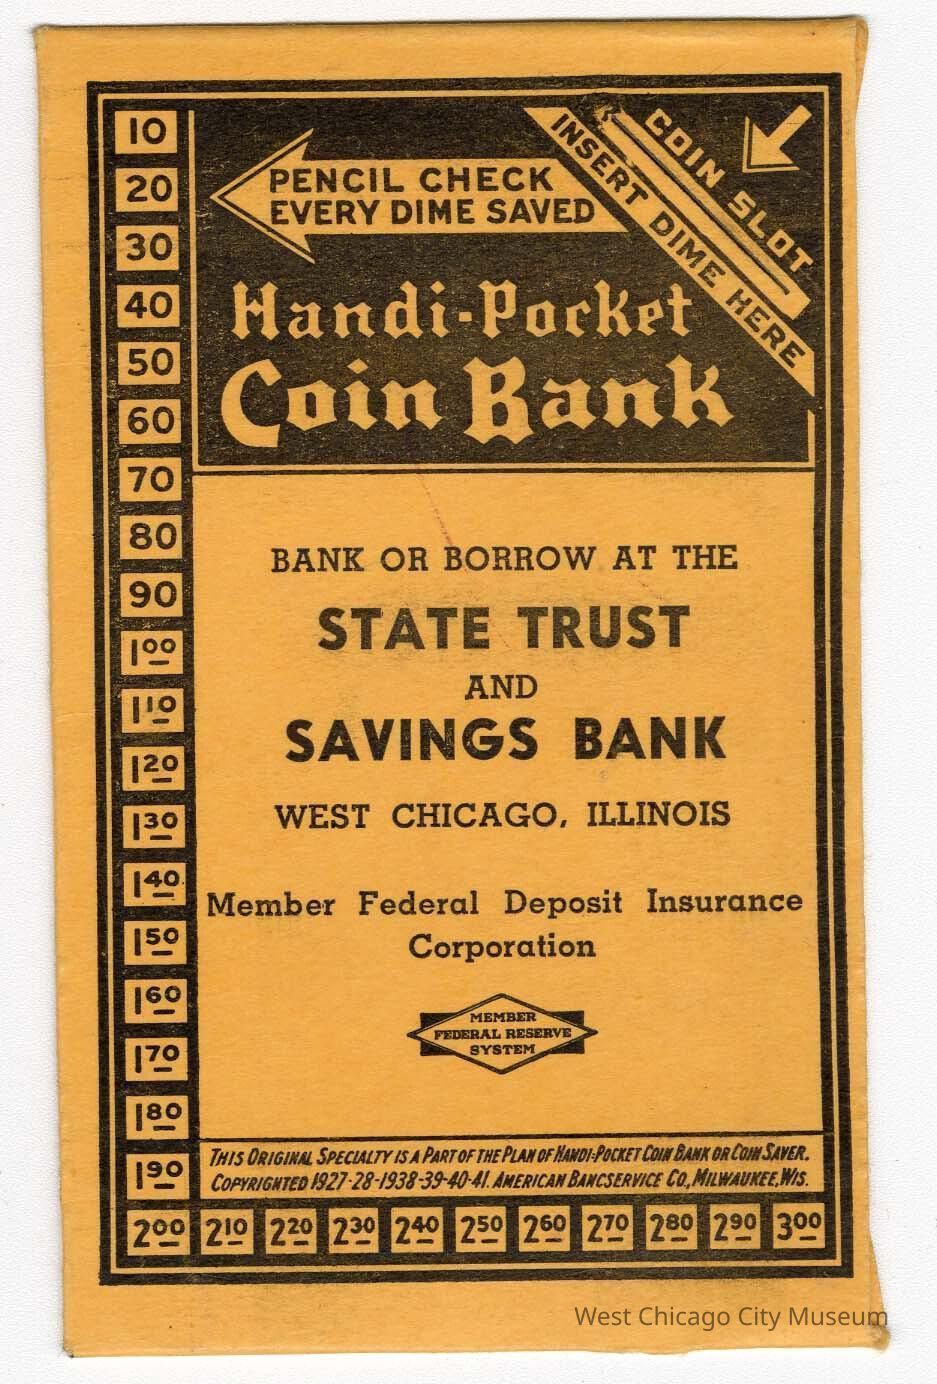 10
20
30
40
50
60
70
80
90
1 00
1 10
1 20
1 30
1 40
1 50
1 60
1 70
1 80
1 90
2 00 2 10 2 20 2 30 2 40 2 50 2 60 2 70 2 80 2 90 3 00
PENCIL CHECK
EVERY DIME SAVED
COIN SLOT
INSERT DIME HERE
Handi-Pocket
Coin Bank
BANK OR BORROW AT THE
STATE TRUST
AND
SAVINGS BANK
WEST CHICAGO, ILLINOIS
Member Federal Deposit Insurance
Corporation
MEMBER
FEDERAL RESERVE
SYSTEM
THIS ORIGINAL SPECIALTY IS A PART OF THE PLAN OF HANDI-POCKET COIN BANK OR COIN SAVER.
COPYRIGHTED 1927-28-1938-39-40-41. AMERICAN BANCSERVICE CO., MILWAUKEE, WIS.
West Chicago City Museum